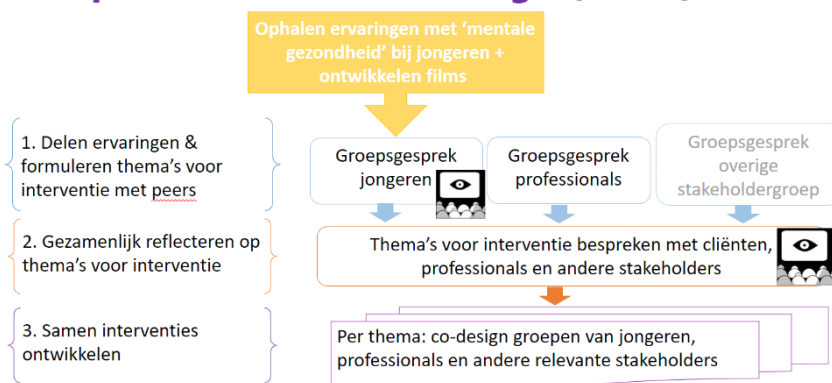 Ophalen ervaringen met ‘mentale
gezondheid’ bij jongeren +
ontwikkelen films
1. Delen ervaringen &
formuleren thema’s voor
interventie met peers
Groepsgesprek
jongeren
Groepsgesprek
professionals
Groepsgesprek
overige
stakeholdergroep
2. Gezamenlijk reflecteren op
thema’s voor interventie
Thema’s voor interventie bespreken met cliënten,
professionals en andere stakeholders
3. Samen interventies
ontwikkelen
Per thema: co-design groepen van jongeren,
professionals en andere relevante stakeholders